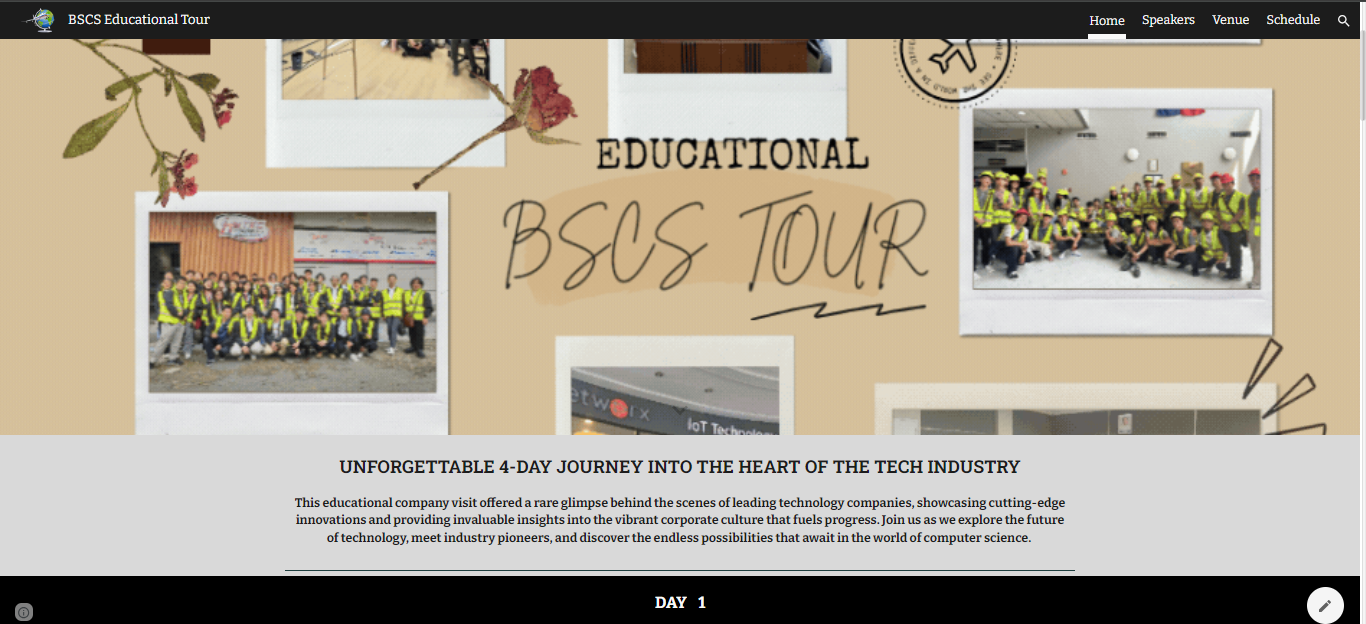 BSCS Educational Tour
Home Speakers Venue Schedule
SEE THE WORLD IN A
EDUCATIONAL
BSCS TOUR
etworx
IoT
UNFORGETTABLE 4-DAY JOURNEY INTO THE HEART OF THE TECH INDUSTRY
This educational company visit offered a rare glimpse behind the scenes of leading technology companies, showcasing cutting-edge
innovations and providing invaluable insights into the vibrant corporate culture that fuels progress. Join us as we explore the future
of technology, meet industry pioneers, and discover the endless possibilities that await in the world of computer science.
DAY 1